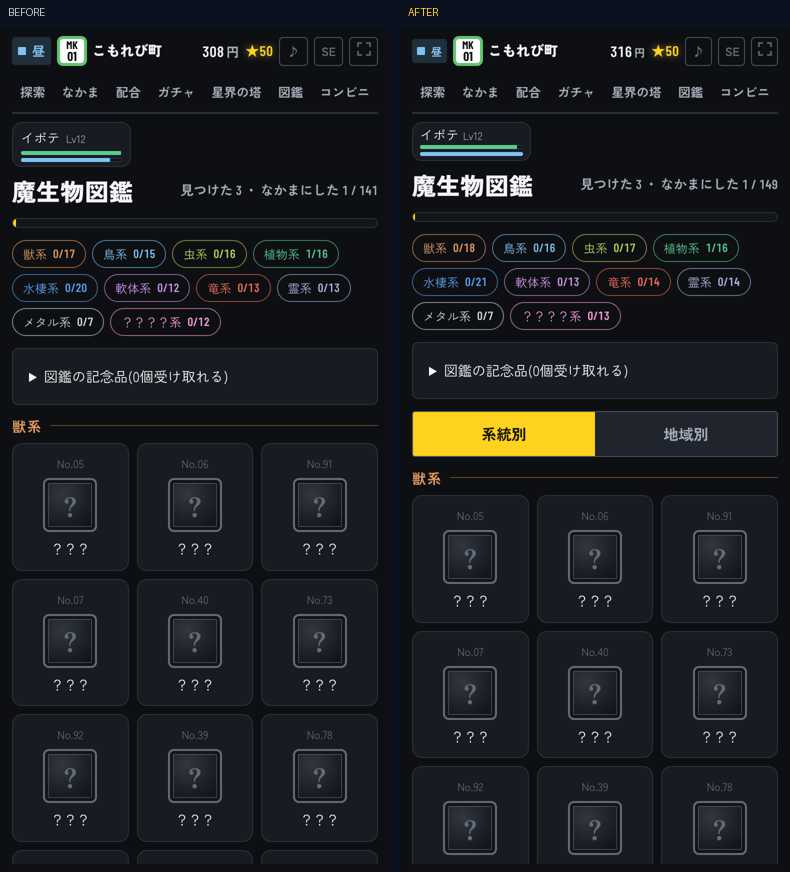 BEFORE
昼 MK 01 こもれび町 308円 ★50 ♪ SE
探索 なかま 配合 ガチャ 星界の塔 図鑑 コンビニ
イボテ Lv12
魔生物図鑑 見つけた 3 ・ なかまにした 1 / 141
獣系 0/17 鳥系 0/15 虫系 0/16 植物系 1/16
水棲系 0/20 軟体系 0/12 竜系 0/13 霊系 0/13
メタル系 0/7 ????系 0/12
▶ 図鑑の記念品(0個受け取れる)
獣系
No.05 No.06 No.91
? ? ?
??? ??? ???
No.07 No.40 No.73
? ? ?
??? ??? ???
No.92 No.39 No.78
? ? ?
??? ??? ???
AFTER
昼 MK 01 こもれび町 316円 ★50 ♪ SE
探索 なかま 配合 ガチャ 星界の塔 図鑑 コンビニ
イボテ Lv12
魔生物図鑑 見つけた 3 ・ なかまにした 1 / 149
獣系 0/18 鳥系 0/16 虫系 0/17 植物系 1/16
水棲系 0/21 軟体系 0/13 竜系 0/14 霊系 0/14
メタル系 0/7 ????系 0/13
▶ 図鑑の記念品(0個受け取れる)
系統別 地域別
獣系
No.05 No.06 No.91
? ? ?
??? ??? ???
No.07 No.40 No.73
? ? ?
??? ??? ???
No.92 No.39 No.78
? ? ?